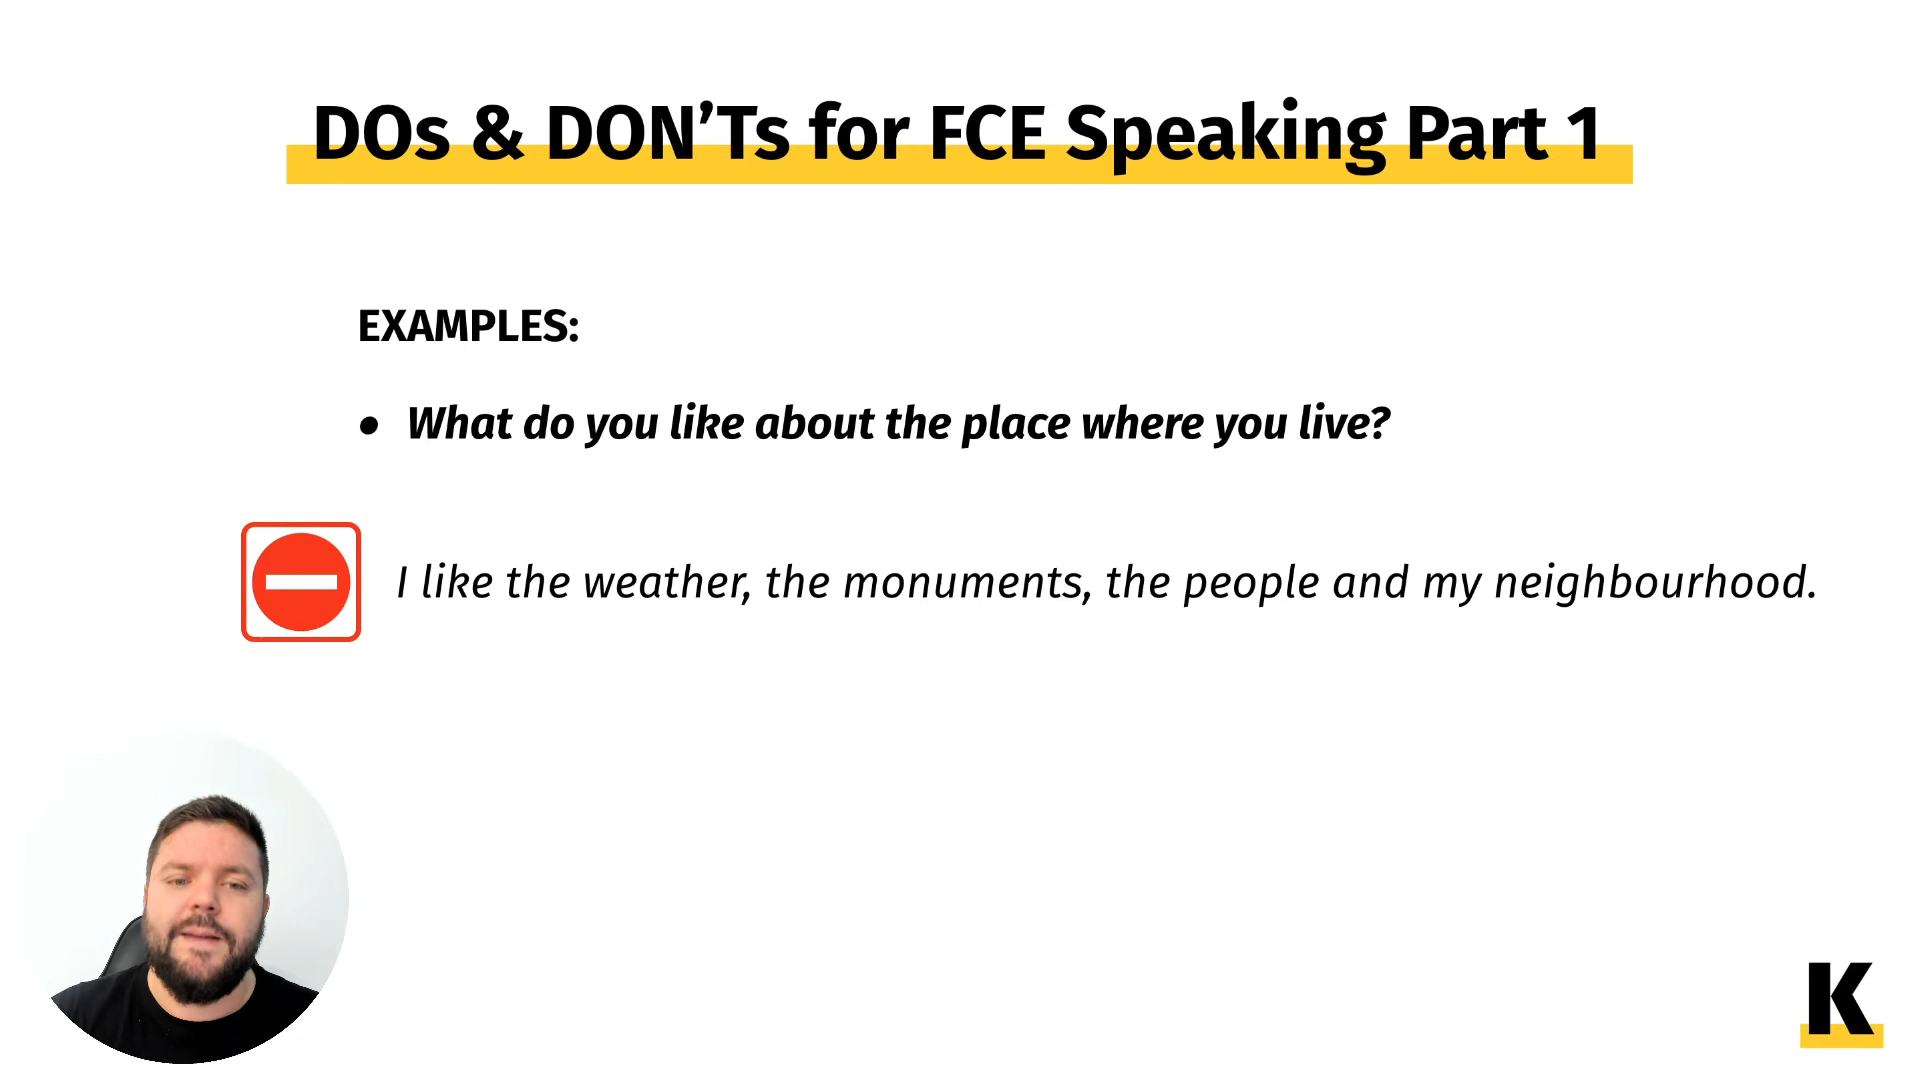 DOs & DON’Ts for FCE Speaking Part 1
EXAMPLES:
• What do you like about the place where you live?
I like the weather, the monuments, the people and my neighbourhood.
K